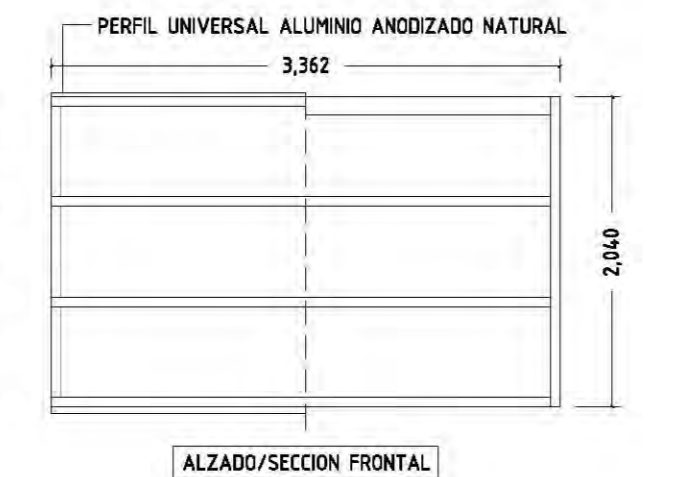 PERFIL UNIVERSAL ALUMINIO ANODIZADO NATURAL
3,362
2,040
ALZADO/SECCION FRONTAL